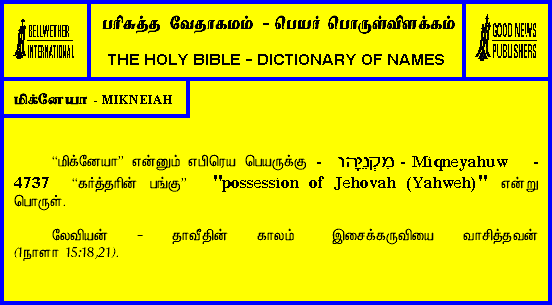 BELLWETHER
INTERNATIONAL
பரிசுத்த வேதாகமம் - பெயர் பொருள்விளக்கம்
THE HOLY BIBLE - DICTIONARY OF NAMES
GOOD NEWS
PUBLISHERS
மிக்னேயா - MIKNEIAH
“மிக்னேயா” என்னும் எபிரெய பெயருக்கு - מִקְנֵיָהוּ - Miqneyahuw -
4737 “கர்த்தரின் பங்கு” "possession of Jehovah (Yahweh)" என்று
பொருள்.
லேவியன் - தாவீதின் காலம் இசைக்கருவியை வாசித்தவன்
(1நாளா 15:18,21).